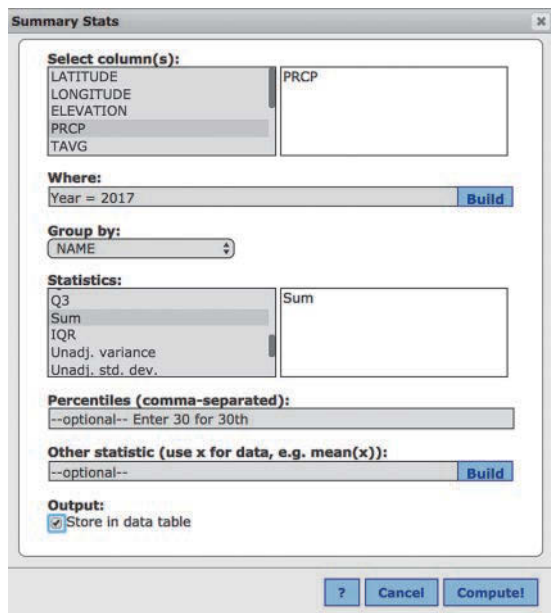 Summary Stats
Select column(s):
LATITUDE
LONGITUDE
ELEVATION
PRCP
TAVG
PRCP
Where:
Year = 2017
Build
Group by:
NAME
Statistics:
Q3
Sum
IQR
Unadj. variance
Unadj. std. dev.
Sum
Percentiles (comma-separated):
--optional-- Enter 30 for 30th
Other statistic (use x for data, e.g. mean(x)):
--optional--
Build
Output:
Store in data table
?
Cancel
Compute!